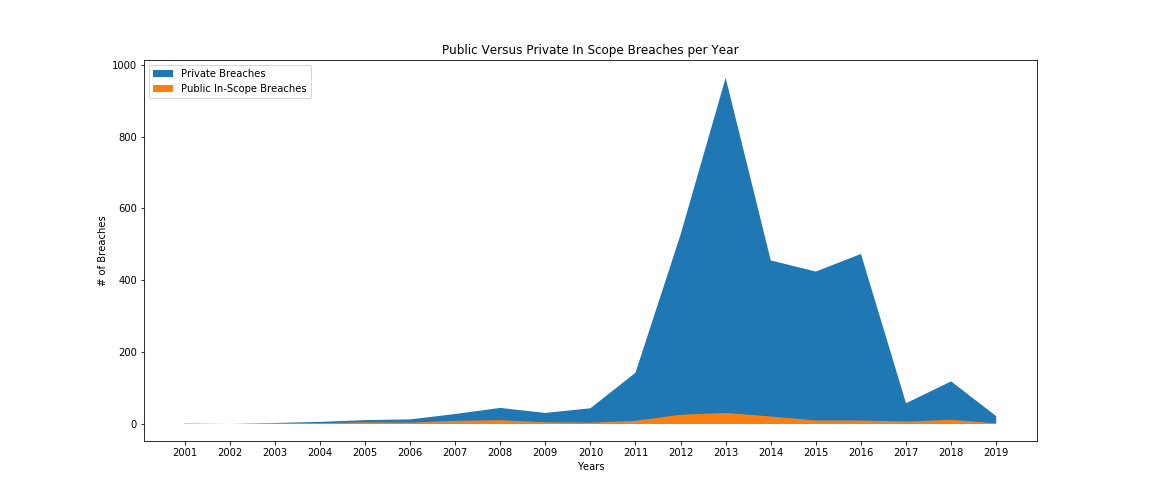 Public Versus Private In Scope Breaches per Year
Private Breaches
Public In-Scope Breaches
1000
800
600
400
200
0
# of Breaches
2001 2002 2003 2004 2005 2006 2007 2008 2009 2010 2011 2012 2013 2014 2015 2016 2017 2018 2019
Years